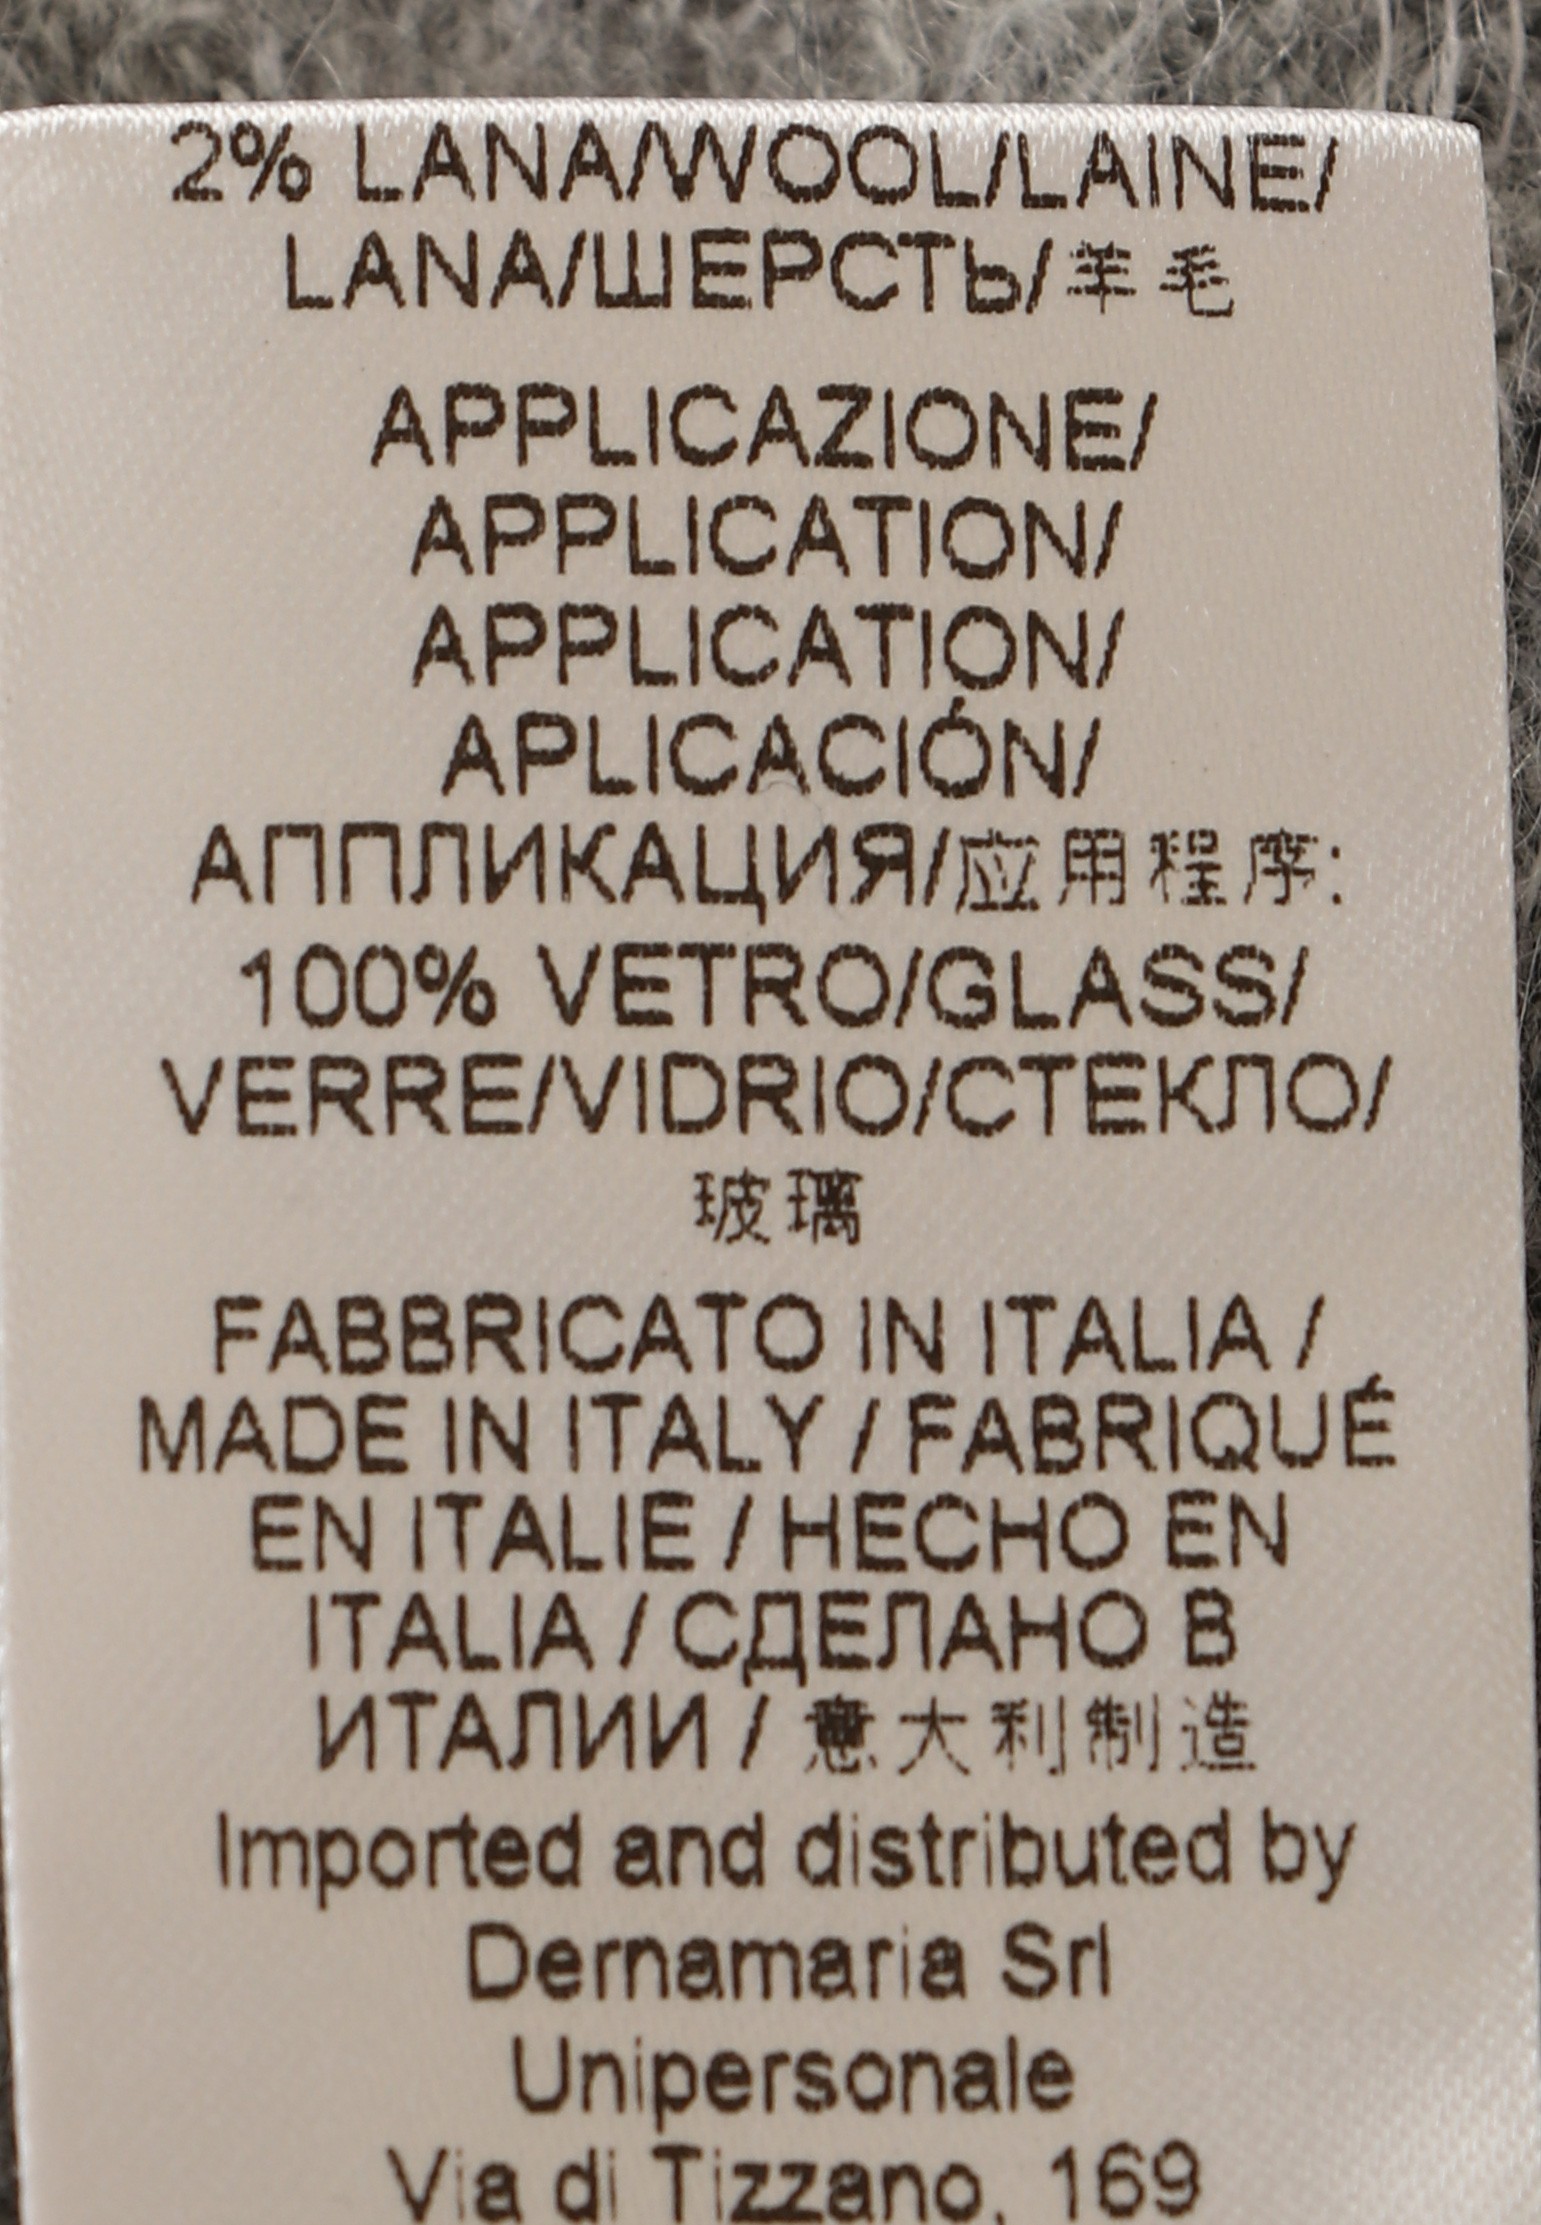 2% LANA/WOOL/LAINE/
LANA/ШЕРСТЬ/羊毛
APPLICAZIONE/
APPLICATION/
APPLICATION/
APLICACIÓN/
АППЛИКАЦИЯ/应用程序:
100% VETRO/GLASS/
VERRE/VIDRIO/СТЕКЛО/
玻璃
FABBRICATO IN ITALIA /
MADE IN ITALY / FABRIQUÉ
EN ITALIE / HECHO EN
ITALIA / СДЕЛАНО В
ИТАЛИИ / 意大利制造
Imported and distributed by
Dernamaria Srl
Unipersonale
Via di Tizzano, 169